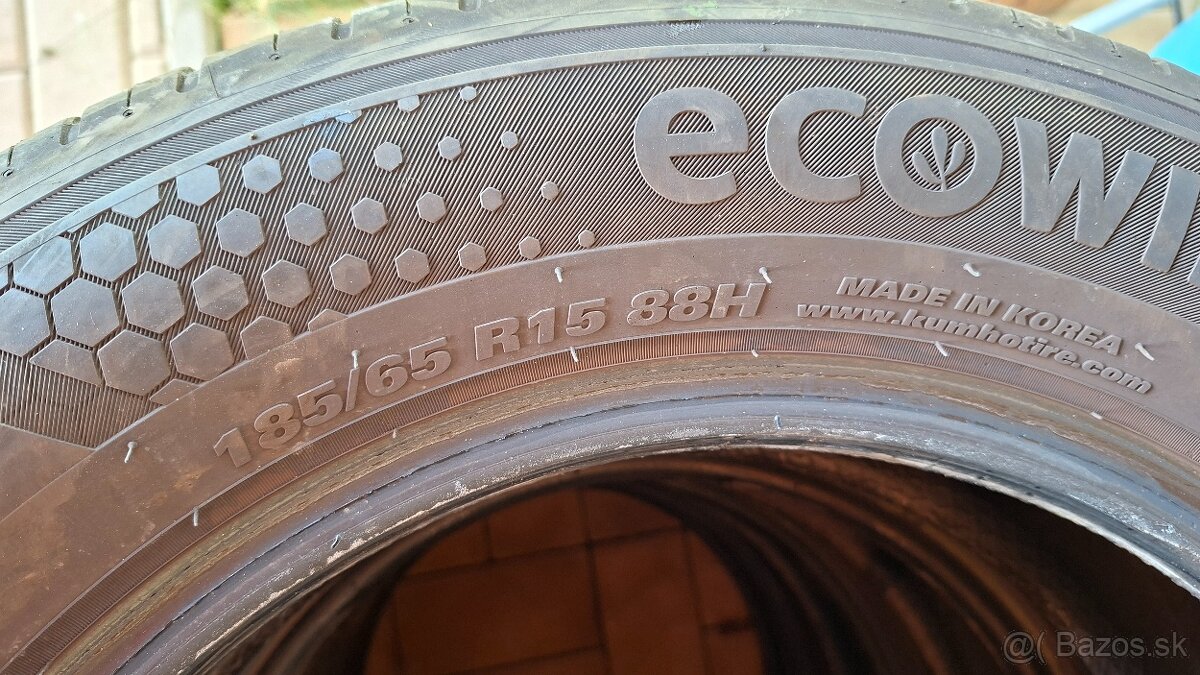 ecowi
185/65 R15 88H
MADE IN KOREA
www.kumhotire.com
@( Bazos.sk